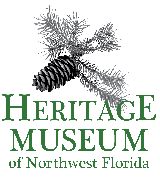 HERITAGE
MUSEUM
of Northwest Florida